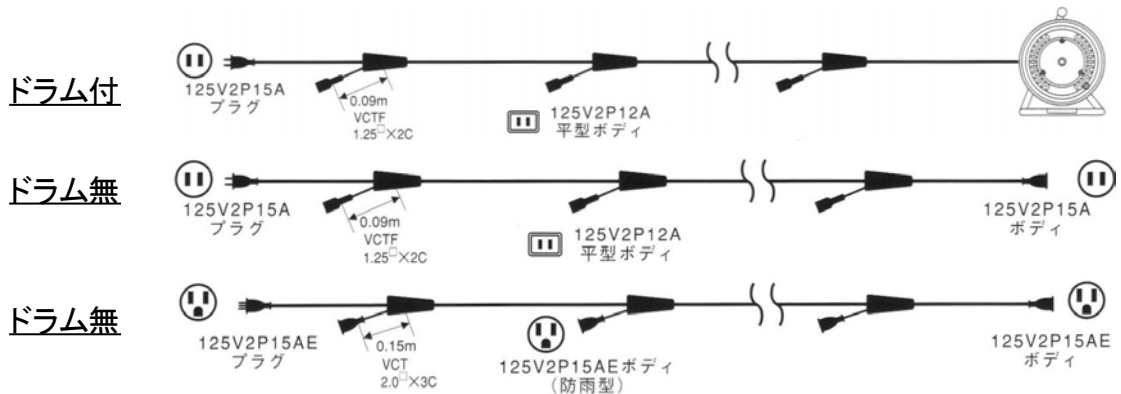 ドラム付
125V2P15A
プラグ
0.09m
VCTF
1.25□×2C
125V2P12A
平型ボディ
ドラム無
125V2P15A
プラグ
0.09m
VCTF
1.25□×2C
125V2P12A
平型ボディ
125V2P15A
ボディ
ドラム無
125V2P15AE
プラグ
0.15m
VCT
2.0□×3C
125V2P15AEボディ
(防雨型)
125V2P15AE
ボディ